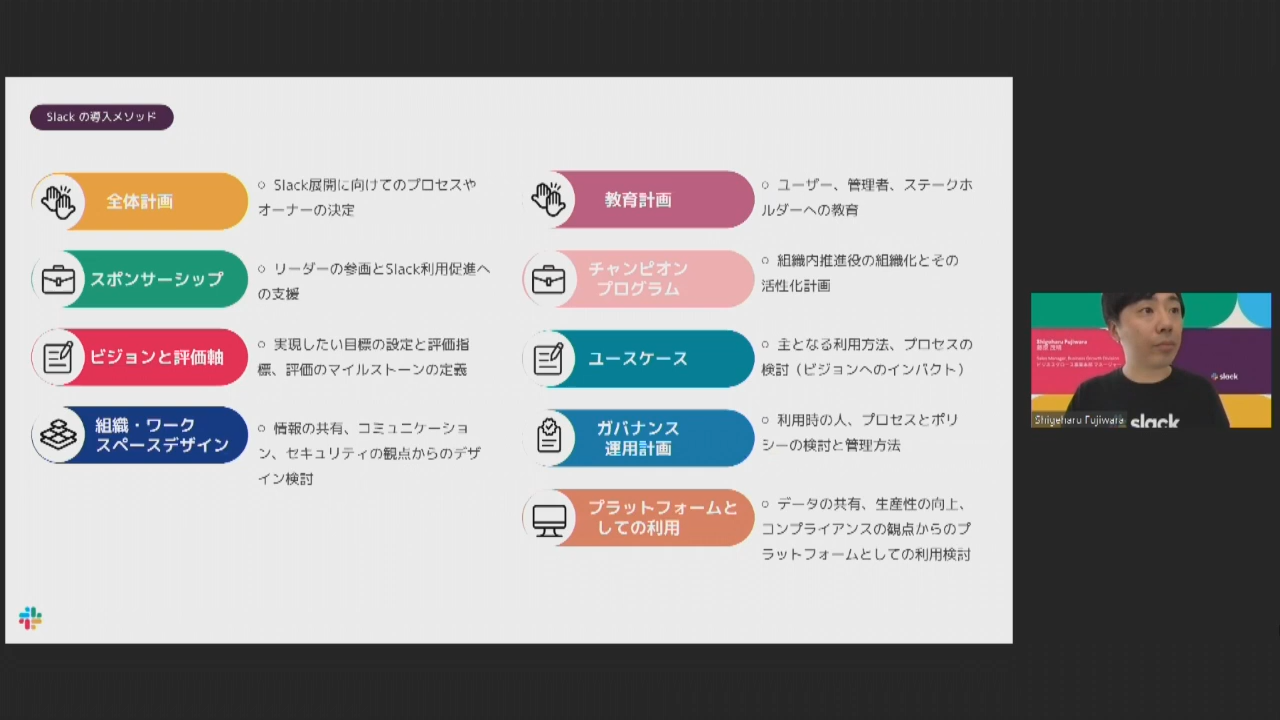 Slack の導入メソッド
全体計画
○ Slack展開に向けてのプロセスや
オーナーの決定
スポンサーシップ
○ リーダーの参画とSlack利用促進へ
の支援
ビジョンと評価軸
○ 実現したい目標の設定と評価指
標、評価のマイルストーンの定義
組織・ワーク
スペースデザイン
○ 情報の共有、コミュニケーショ
ン、セキュリティの観点からのデザ
イン検討
教育計画
○ ユーザー、管理者、ステークホ
ルダーへの教育
チャンピオン
プログラム
○ 組織内推進役の組織化とその
活性化計画
ユースケース
○ 主となる利用方法、プロセスの
検討（ビジョンへのインパクト）
ガバナンス
運用計画
○ 利用時の人、プロセスとポリ
シーの検討と管理方法
プラットフォームと
しての利用
○ データの共有、生産性の向上、
コンプライアンスの観点からのプ
ラットフォームとしての利用検討
Shigeharu Fujiwara
slack
slack
Shigeharu Fujiwara